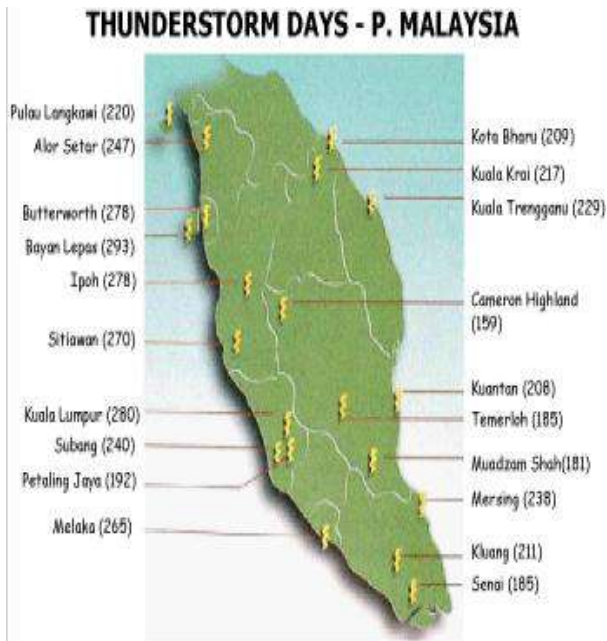 THUNDERSTORM DAYS - P. MALAYSIA
Pulau Langkawi (220)
Alor Setar (247)
Butterworth (278)
Bayan Lepas (293)
Ipoh (278)
Sitiawan (270)
Kuala Lumpur (280)
Subang (240)
Petaling Jaya (192)
Melaka (265)
Kota Bharu (209)
Kuala Krai (217)
Kuala Trengganu (229)
Cameron Highland
(159)
Kuantan (208)
Temerloh (185)
Muadzam Shah(181)
Mersing (238)
Kluang (211)
Senai (185)